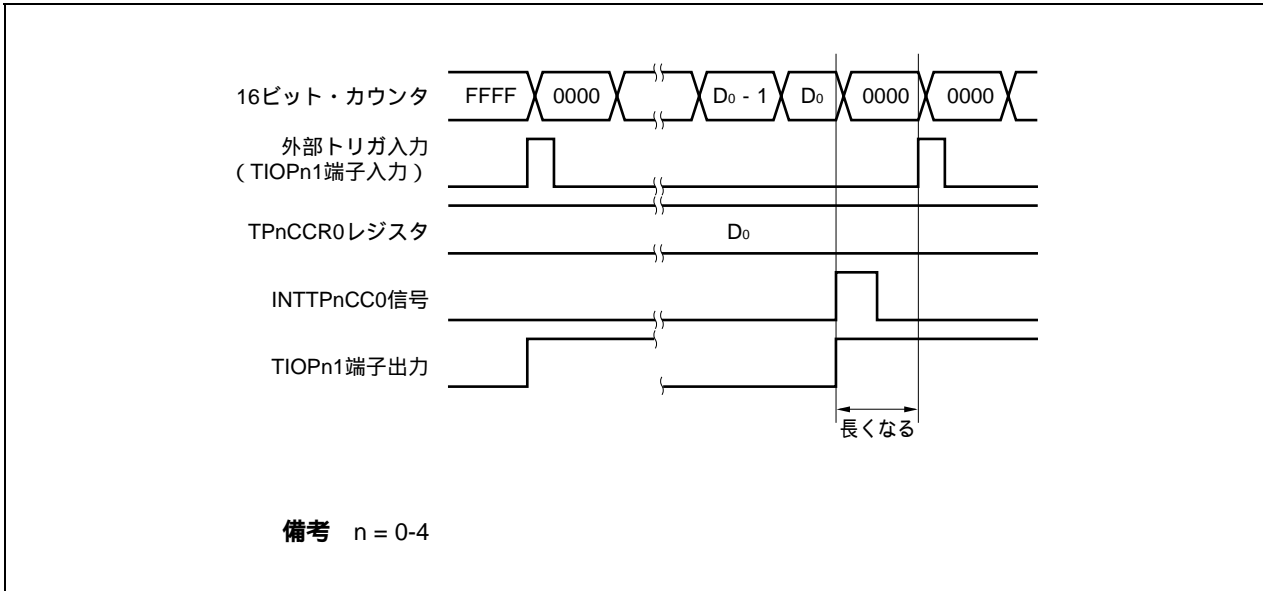 16ビット・カウンタ FFFF 0000 D0 - 1 D0 0000 0000
外部トリガ入力
（TIOPn1端子入力）
TPnCCR0レジスタ D0
INTTPnCC0信号
TIOPn1端子出力
長くなる
備考 n = 0-4